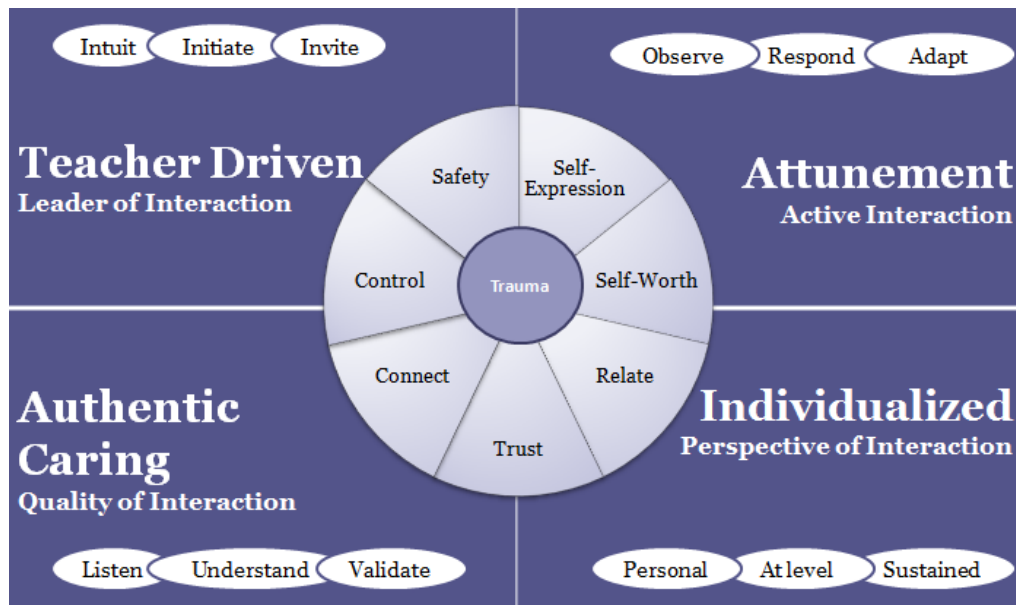 Intuit Initiate Invite
Teacher Driven
Leader of Interaction
Observe Respond Adapt
Attunement
Active Interaction
Safety
Self-
Expression
Control
Trauma
Self-Worth
Connect
Relate
Trust
Authentic
Caring
Quality of Interaction
Listen Understand Validate
Individualized
Perspective of Interaction
Personal At level Sustained